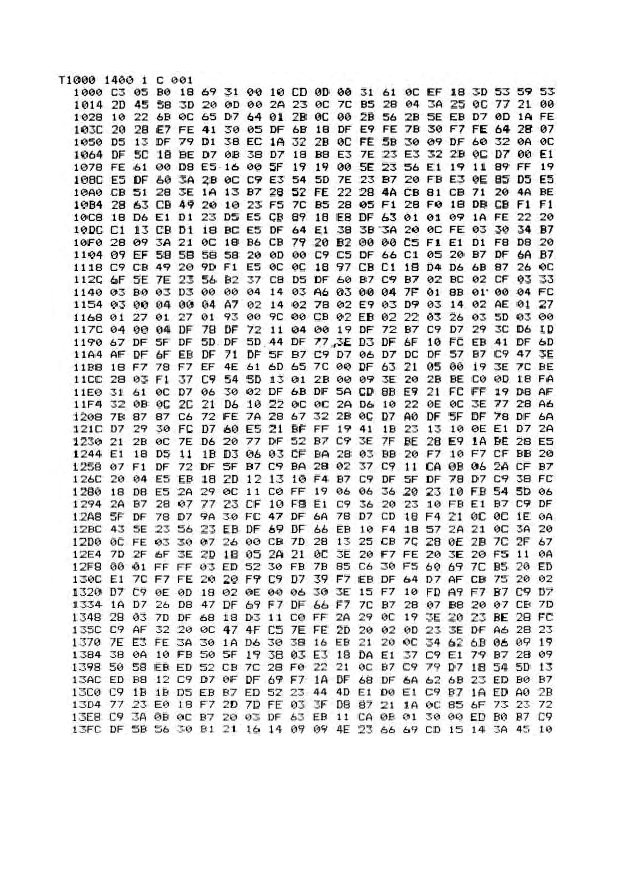 T1000 1400 1 C 001
1000 C3 05 B0 18 69 31 00 10 CD 0D 00 31 61 0C EF 18 3D 53 59 53
1014 2D 45 58 3D 20 0D 00 2A 23 0C 7C B5 28 04 3A 25 0C 77 21 00
1028 10 22 6B 0C 65 D7 64 01 2B 0C 00 2B 56 2B 5E EB D7 0D 1A FE
103C 20 28 E7 FE 41 30 05 DF 6B 18 DF E9 FE 7B 30 F7 FE 64 28 07
1050 D5 13 DF 79 D1 38 EC 1A 32 2B 0C FE 5B 30 09 DF 60 32 0A 0C
1064 DF 5C 18 BE D7 0B 38 D7 18 B8 E3 7E 23 E3 32 2B 0C D7 00 E1
1078 FE 61 00 D8 E5 16 00 5F 19 19 00 5E 23 56 E1 19 11 89 FF 19
108C E5 DF 60 3A 2B 0C C9 E3 54 5D 7E 23 B7 20 FB E3 0E 85 D5 E5
10A0 CB 51 28 3E 1A 13 B7 28 52 FE 22 28 4A CB 81 CB 71 20 4A BE
10B4 28 63 CB 49 20 10 23 F5 7C B5 28 05 F1 28 F0 18 DB CB F1 F1
10C8 18 D6 E1 D1 23 D5 E5 CB 89 18 E8 DF 63 01 01 09 1A FE 22 20
10DC C1 13 CB D1 18 BC E5 DF 64 E1 38 3B 3A 20 0C FE 03 30 34 B7
10F0 28 09 3A 21 0C 18 B6 CB 79 20 B2 00 00 C5 F1 E1 D1 F8 D8 20
1104 09 EF 58 58 58 58 20 0D 00 C9 C5 DF 66 C1 05 20 B7 DF 6A B7
1118 C9 CB 49 20 9D F1 E5 0C 0C 18 97 CB C1 18 D4 D6 6B 87 26 0C
112C 6F 5E 7E 23 56 B2 37 C8 D5 DF 60 B7 C9 B7 02 BC 02 CF 03 33
1140 03 B0 03 D3 00 00 04 14 03 A6 03 00 04 7F 01 8B 01 00 04 FC
1154 03 00 04 00 04 A7 02 14 02 78 02 E9 03 D9 03 14 02 AE 01 27
1168 01 27 01 27 01 93 00 9C 00 CB 02 EB 02 22 03 26 03 5D 03 00
117C 04 00 04 DF 78 DF 72 11 04 00 19 DF 72 B7 C9 D7 29 3C D6 1D
1190 67 DF 5F DF 5D DF 5D 44 DF 77 3E D3 DF 6F 10 FC EB 41 DF 6D
11A4 AF DF 6F EB DF 71 DF 5F B7 C9 D7 06 D7 DC DF 57 B7 C9 47 3E
11B8 18 F7 78 F7 EF 4E 61 6D 65 7C 00 DF 63 21 05 00 19 3E 7C BE
11CC 28 03 F1 37 C9 54 5D 13 01 2B 00 09 3E 20 2B BE C0 0D 18 FA
11E0 31 61 0C D7 06 30 02 DF 6B DF 5A CD 8B E9 21 FC FF 19 D8 AF
11F4 32 0B 0C 2C 21 D6 10 22 0C 0C 2A D6 10 22 0E 0C 3E 77 28 A6
1208 7B 87 87 C6 72 FE 7A 28 67 32 2B 0C D7 A0 DF 5F DF 78 DF 6A
121C D7 29 30 FC D7 60 E5 21 BF FF 19 41 1B 23 13 10 0E E1 D7 2A
1230 21 2B 0C 7E D6 20 77 DF 52 B7 C9 3E 7F BE 28 E9 1A BE 28 E5
1244 E1 18 D5 11 1B D3 06 03 CF BA 28 03 BB 20 F7 10 F7 CF BB 20
1258 07 F1 DF 72 DF 5F B7 C9 BA 28 02 37 C9 11 CA 0B 06 2A CF B7
126C 20 04 E5 EB 18 2D 12 13 10 F4 B7 C9 DF 5F DF 78 D7 C9 38 FC
1280 18 D8 E5 2A 29 0C 11 C0 FF 19 06 06 36 20 23 10 FB 54 5D 06
1294 2A B7 28 07 77 23 CF 10 F8 E1 C9 36 20 23 10 FB E1 B7 C9 DF
12A8 5F DF 78 D7 9A 30 FC 47 DF 6A 78 D7 CD 18 F4 21 0C 0C 1E 0A
12BC 43 5E 23 56 23 EB DF 69 DF 66 EB 10 F4 18 57 2A 21 0C 3A 20
12D0 0C FE 03 30 07 26 00 CB 7D 28 13 25 CB 7C 28 0E 2B 7C 2F 67
12E4 7D 2F 6F 3E 2D 18 05 2A 21 0C 3E 20 F7 FE 20 3E 20 F5 11 0A
12F8 00 01 FF FF 03 ED 52 30 FB 7B 85 C6 30 F5 60 69 7C B5 20 ED
130C E1 7C F7 FE 20 20 F9 C9 D7 39 F7 EB DF 64 D7 AF CB 75 20 02
1320 D7 C9 0E 0D 18 02 0E 00 06 30 3E 15 F7 10 FD A9 F7 B7 C9 D7
1334 1A D7 26 D8 47 DF 69 F7 DF 66 F7 7C B7 28 07 B8 20 07 CB 7D
1348 28 03 7D DF 68 18 D3 11 C0 FF 2A 29 0C 19 3E 20 23 BE 28 FC
135C C9 AF 32 20 0C 47 4F C5 7E FE 2D 20 02 0D 23 3E DF A6 28 23
1370 7E E3 FE 3A 30 1A D6 30 38 16 EB 21 20 0C 34 62 6B 06 09 19
1384 38 0A 10 FB 50 5F 19 38 03 E3 18 DA E1 37 C9 E1 79 B7 28 09
1398 50 58 EB ED 52 CB 7C 28 F0 22 21 0C B7 C9 79 D7 18 54 5D 13
13AC ED B8 12 C9 D7 0F DF 69 F7 1A DF 68 DF 6A 62 6B 23 ED B0 B7
13C0 C9 1B 1B D5 EB B7 ED 52 23 44 4D E1 D0 E1 C9 B7 1A ED A0 2B
13D4 77 23 E0 18 F7 2D 7D FE 03 3F D8 87 21 1A 0C 85 6F 73 23 72
13E8 C9 3A 0B 0C B7 20 03 DF 63 EB 11 CA 0B 01 30 00 ED B0 B7 C9
13FC DF 5B 56 30 B1 21 16 14 09 09 4E 23 66 69 CD 15 14 3A 45 10